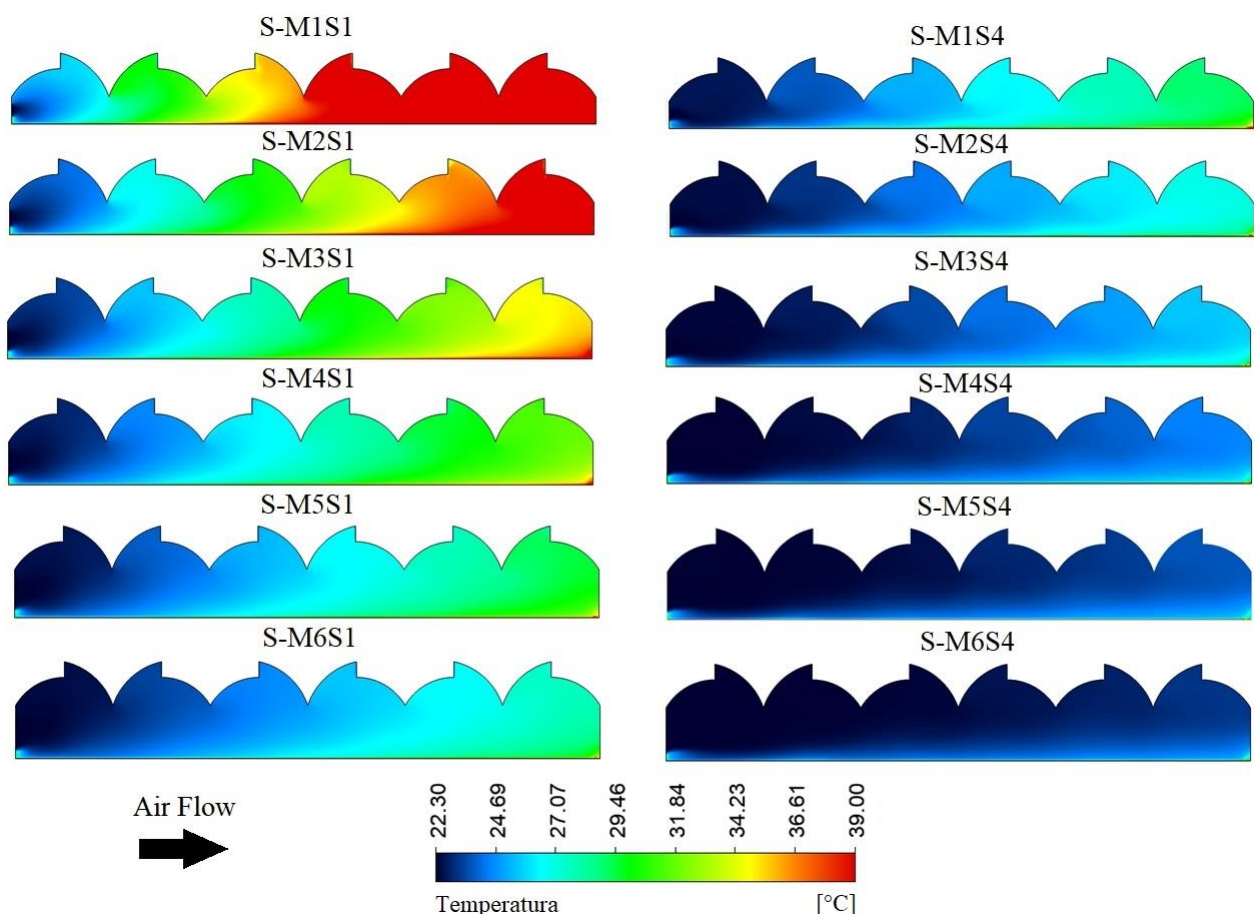 S-M1S1
S-M1S4
S-M2S1
S-M2S4
S-M3S1
S-M3S4
S-M4S1
S-M4S4
S-M5S1
S-M5S4
S-M6S1
S-M6S4
Air Flow
22.30
24.69
27.07
29.46
31.84
34.23
36.61
39.00
Temperatura [°C]